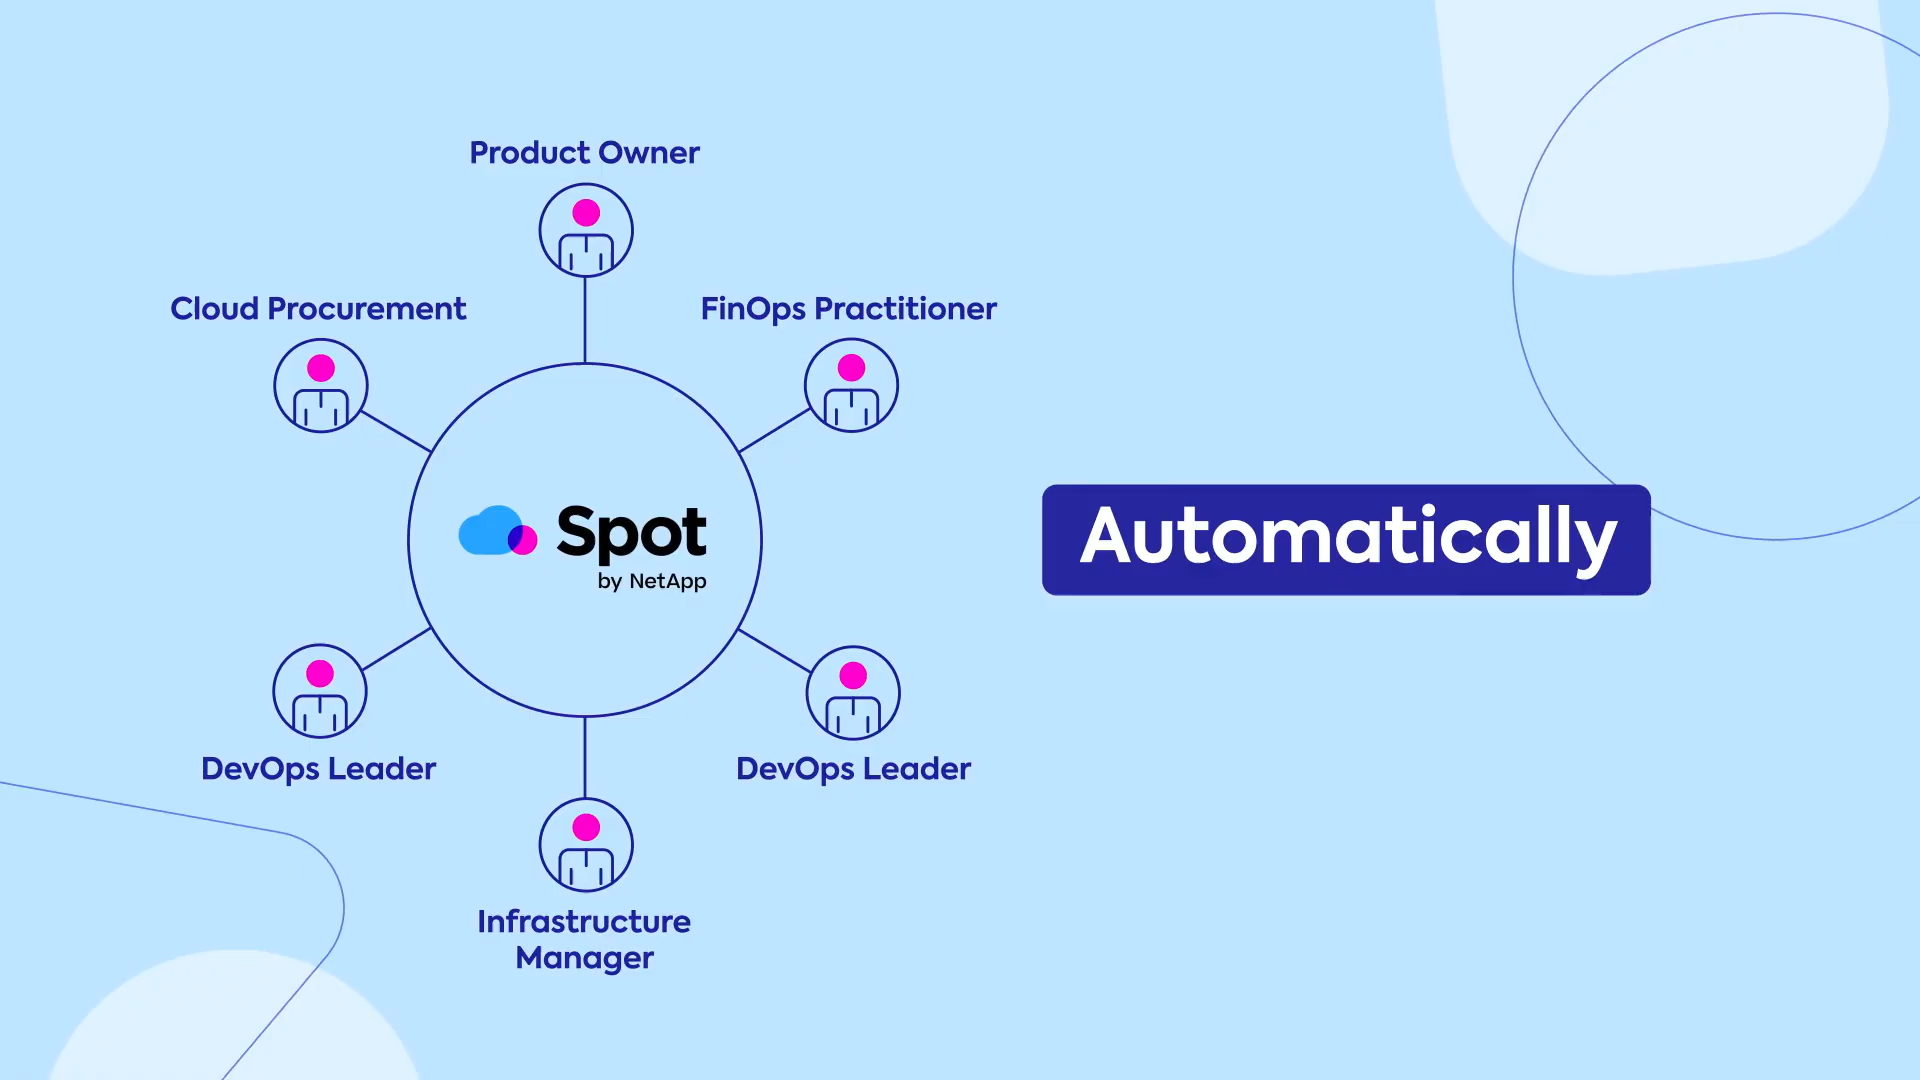 Product Owner
Cloud Procurement
FinOps Practitioner
Spot
by NetApp
Automatically
DevOps Leader
DevOps Leader
Infrastructure
Manager